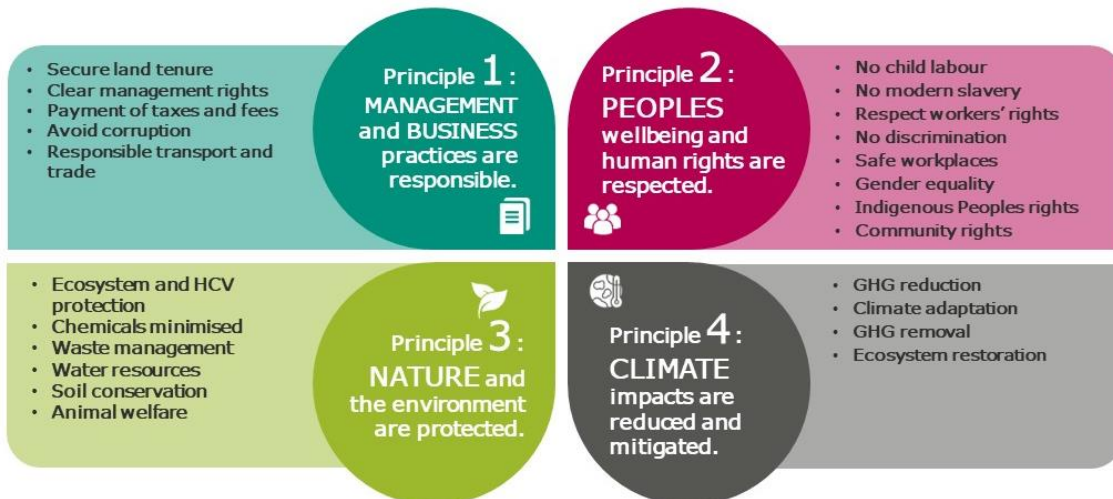 • Secure land tenure
• Clear management rights
• Payment of taxes and fees
• Avoid corruption
• Responsible transport and
trade
Principle 1:
MANAGEMENT
and BUSINESS
practices are
responsible.
Principle 2:
PEOPLES
wellbeing and
human rights are
respected.
• No child labour
• No modern slavery
• Respect workers' rights
• No discrimination
• Safe workplaces
• Gender equality
• Indigenous Peoples rights
• Community rights
• Ecosystem and HCV
protection
• Chemicals minimised
• Waste management
• Water resources
• Soil conservation
• Animal welfare
Principle 3:
NATURE and
the environment
are protected.
Principle 4:
CLIMATE
impacts are
reduced and
mitigated.
• GHG reduction
• Climate adaptation
• GHG removal
• Ecosystem restoration